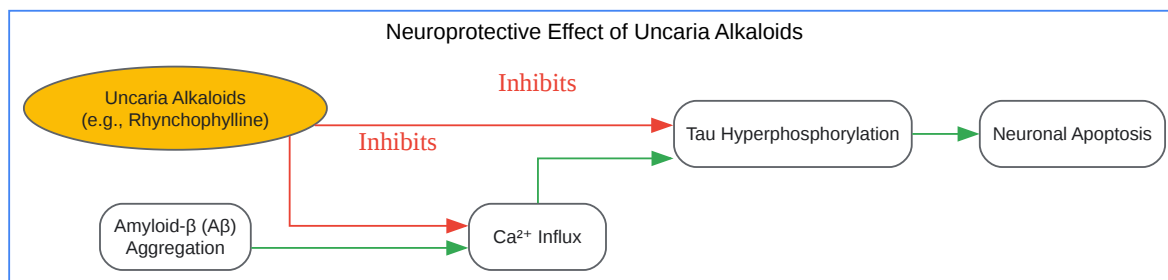 Neuroprotective Effect of Uncaria Alkaloids
Uncaria Alkaloids
(e.g., Rhynchophylline)
Inhibits
Inhibits
Tau Hyperphosphorylation
Neuronal Apoptosis
Amyloid-β (Aβ)
Aggregation
Ca²⁺ Influx